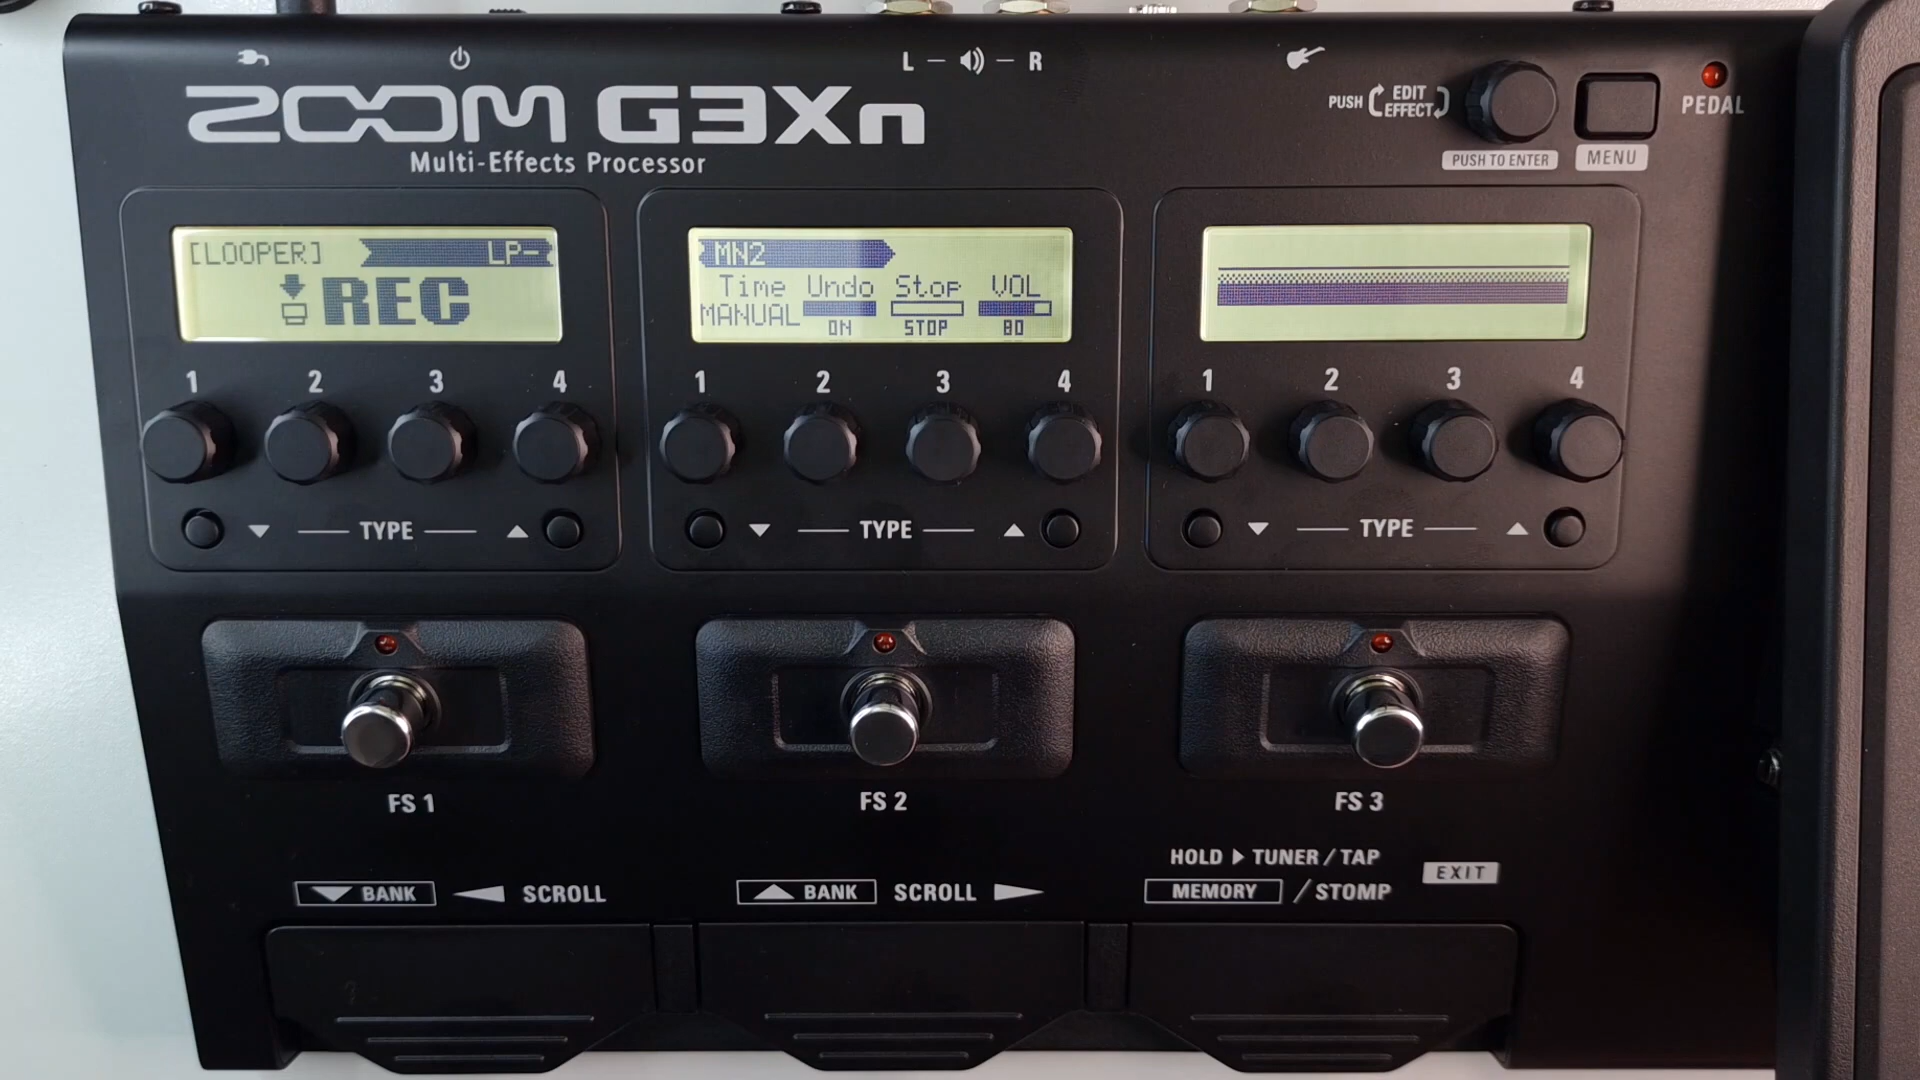 L — R
PUSH EDIT EFFECT
PEDAL
ZOOM G3Xn
Multi-Effects Processor
PUSH TO ENTER
MENU
[LOOPER] LP-
REC
MN2
Time Undo Stop VOL
MANUAL ON STOP 80
1 2 3 4
1 2 3 4
1 2 3 4
▼ — TYPE — ▲
▼ — TYPE — ▲
▼ — TYPE — ▲
FS 1
FS 2
FS 3
▼ BANK ◀ SCROLL
▲ BANK SCROLL ▶
HOLD ▶ TUNER / TAP
MEMORY / STOMP
EXIT